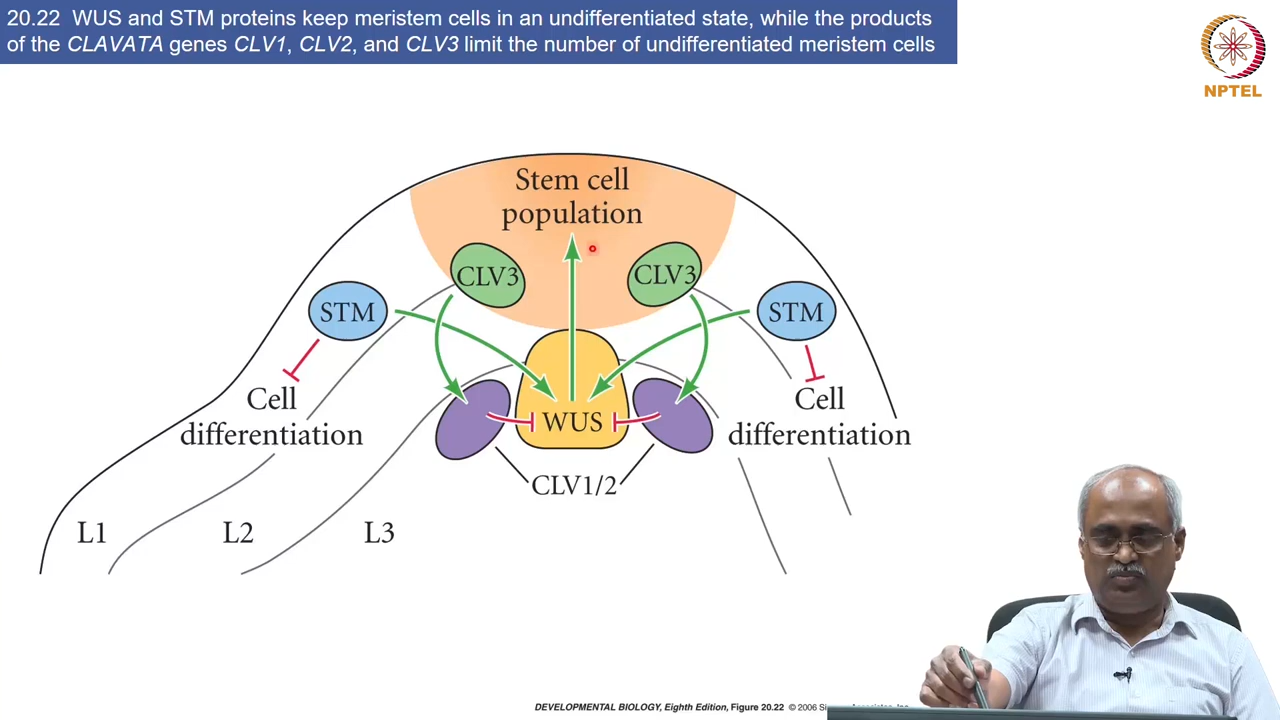 20.22 WUS and STM proteins keep meristem cells in an undifferentiated state, while the products
of the CLAVATA genes CLV1, CLV2, and CLV3 limit the number of undifferentiated meristem cells
NPTEL
Stem cell
population
CLV3
CLV3
STM
STM
Cell
differentiation
WUS
Cell
differentiation
CLV1/2
L1
L2
L3
DEVELOPMENTAL BIOLOGY, Eighth Edition, Figure 20.22 © 2006